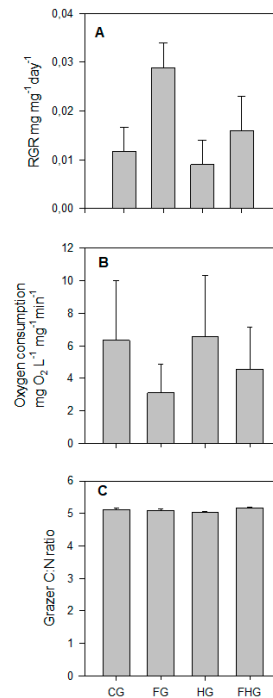 0,04
A
0,03
0,02
0,01
0,00
RGR mg mg⁻¹ day⁻¹
12
B
10
8
6
4
2
0
Oxygen consumption
mg O₂ L⁻¹ mg⁻¹ min⁻¹
6
C
5
4
3
2
1
0
Grazer C:N ratio
CG FG HG FHG